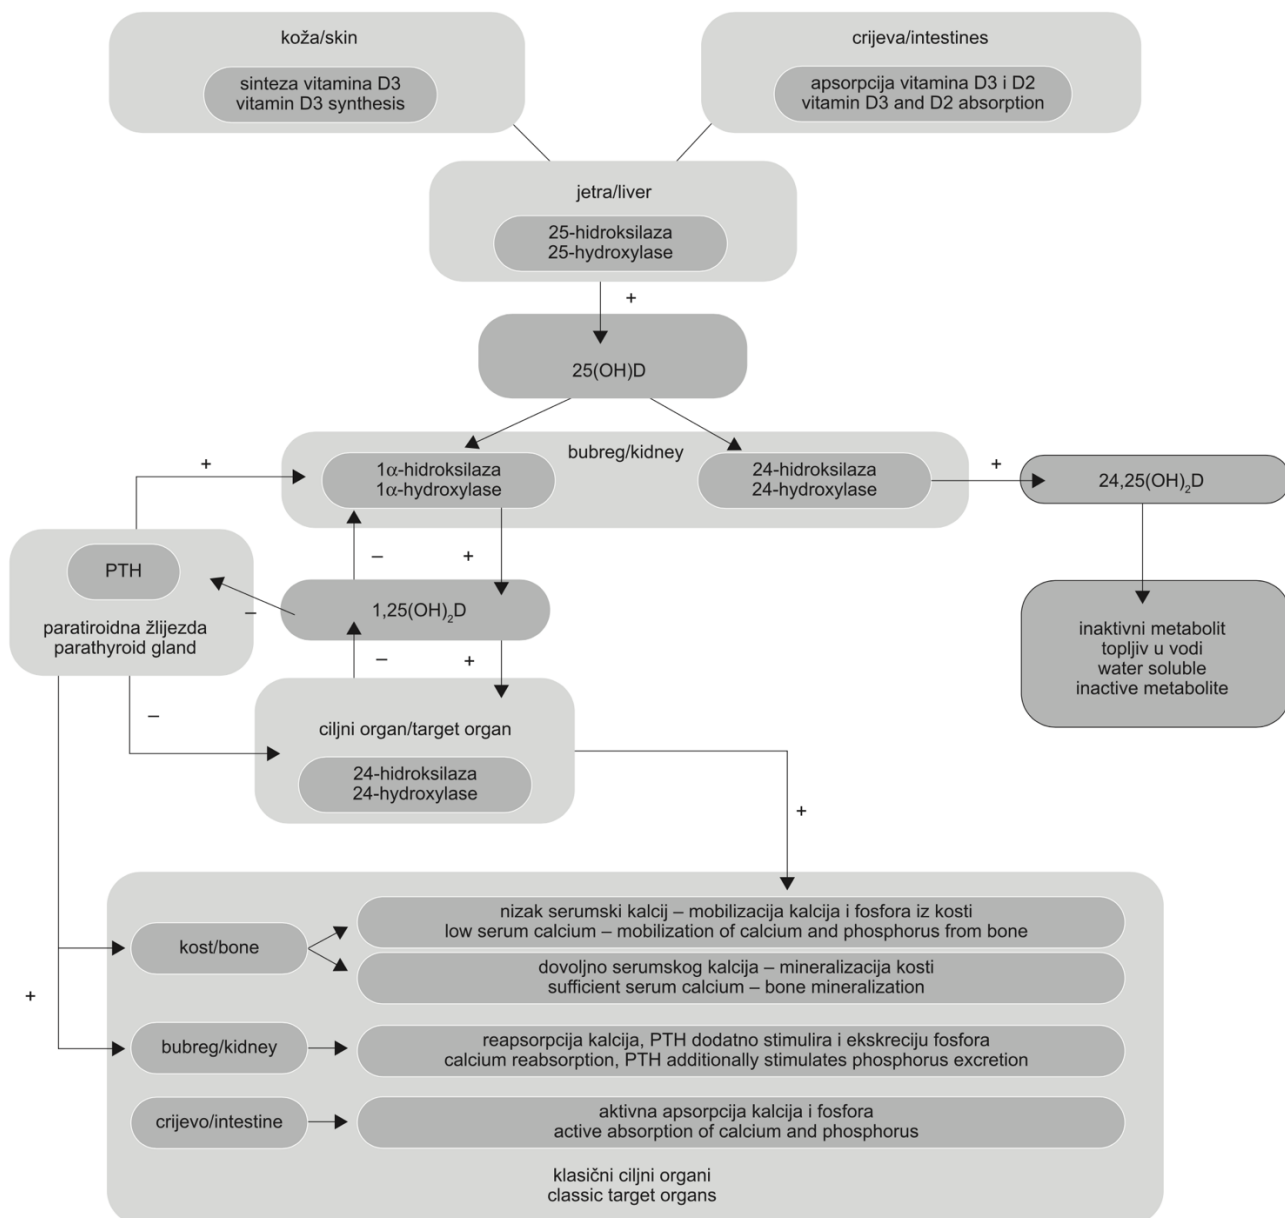 koža/skin
sinteza vitamina D3
vitamin D3 synthesis
crijeva/intestines
apsorpcija vitamina D3 i D2
vitamin D3 and D2 absorption
jetra/liver
25-hidroksilaza
25-hydroxylase
+
25(OH)D
bubreg/kidney
1α-hidroksilaza
1α-hydroxylase
24-hidroksilaza
24-hydroxylase
+
+
24,25(OH)₂D
inaktivni metabolit
topljiv u vodi
water soluble
inactive metabolite
PTH
paratiroidna žlijezda
parathyroid gland
–
+
–
1,25(OH)₂D
–
+
–
ciljni organ/target organ
24-hidroksilaza
24-hydroxylase
+
+
kost/bone
nizak serumski kalcij – mobilizacija kalcija i fosfora iz kosti
low serum calcium – mobilization of calcium and phosphorus from bone
dovoljno serumskog kalcija – mineralizacija kosti
sufficient serum calcium – bone mineralization
bubreg/kidney
reapsorpcija kalcija, PTH dodatno stimulira i ekskreciju fosfora
calcium reabsorption, PTH additionally stimulates phosphorus excretion
crijevo/intestine
aktivna apsorpcija kalcija i fosfora
active absorption of calcium and phosphorus
klasični ciljni organi
classic target organs